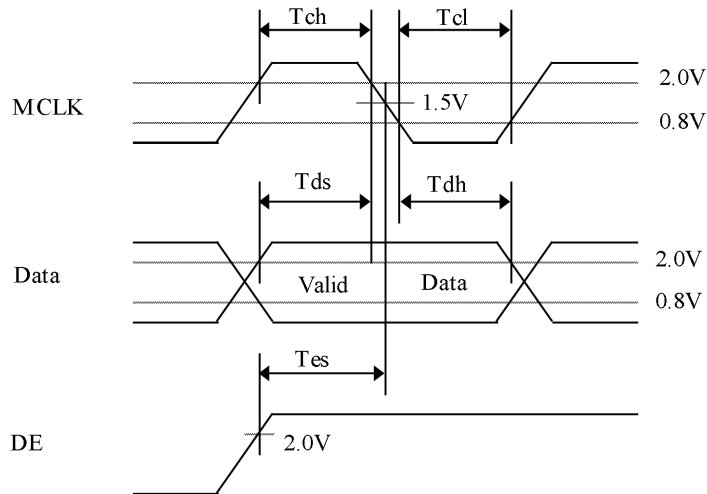 Tch Tcl
2.0V
MCLK 1.5V
0.8V
Tds Tdh
Data 2.0V
Valid Data
0.8V
Tes
DE 2.0V